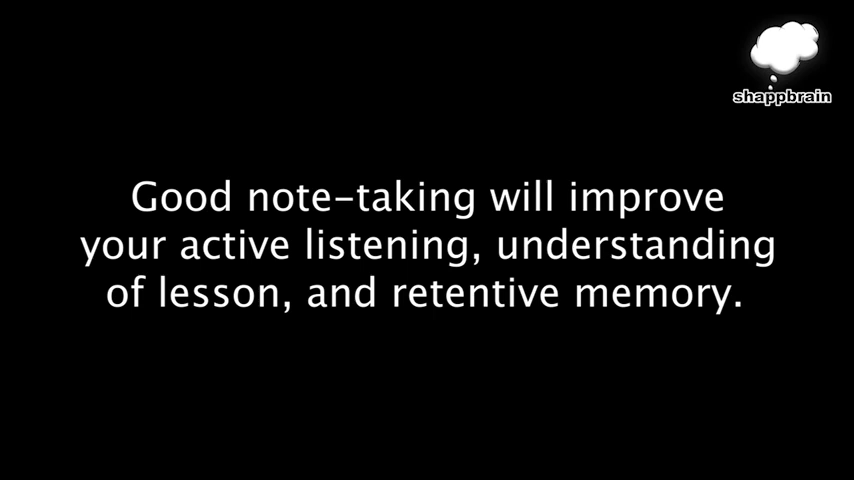 shappbrain
Good note-taking will improve
your active listening, understanding
of lesson, and retentive memory.